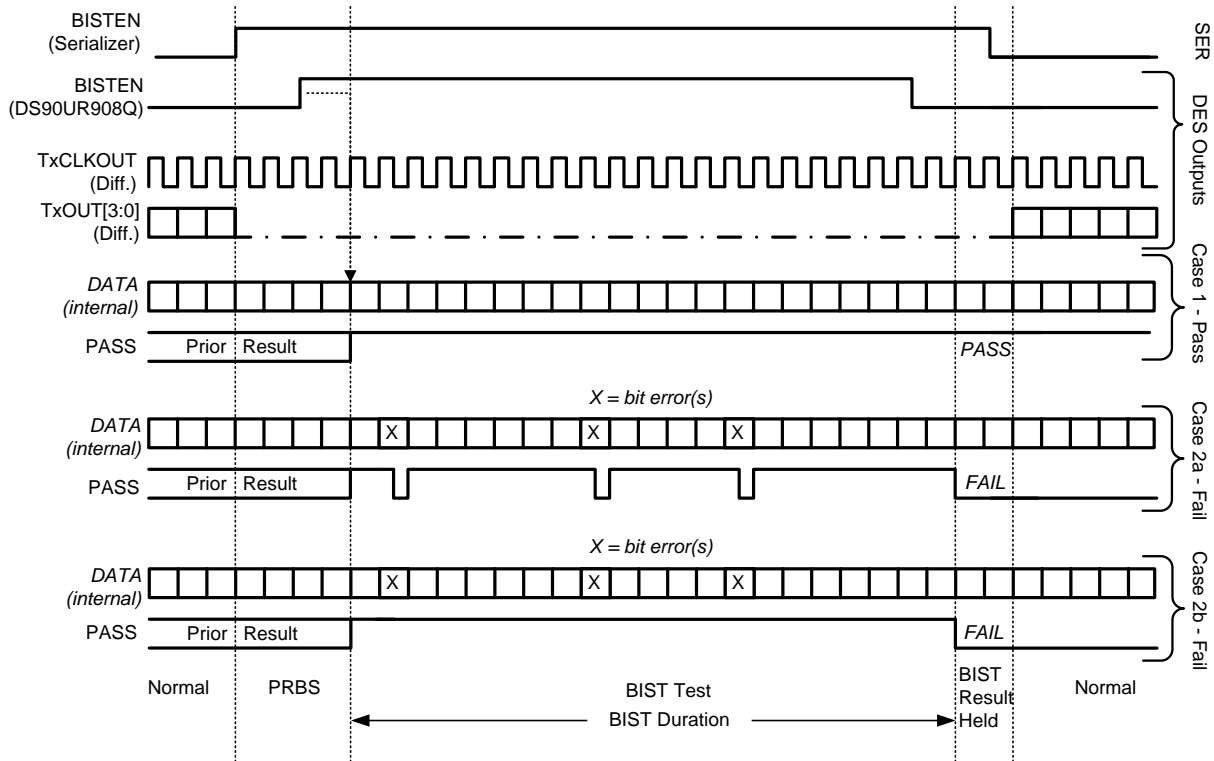 BISTEN
(Serializer)
SER
BISTEN
(DS90UR908Q)
DES Outputs
TxCLKOUT
(Diff.)
TxOUT[3:0]
(Diff.)
DATA
(internal)
PASS
Prior Result
PASS
Case 1 - Pass
X = bit error(s)
DATA
(internal)
X X X
PASS
Prior Result
FAIL
Case 2a - Fail
X = bit error(s)
DATA
(internal)
X X X
PASS
Prior Result
FAIL
Case 2b - Fail
Normal
PRBS
BIST Test
BIST Duration
BIST
Result
Held
Normal